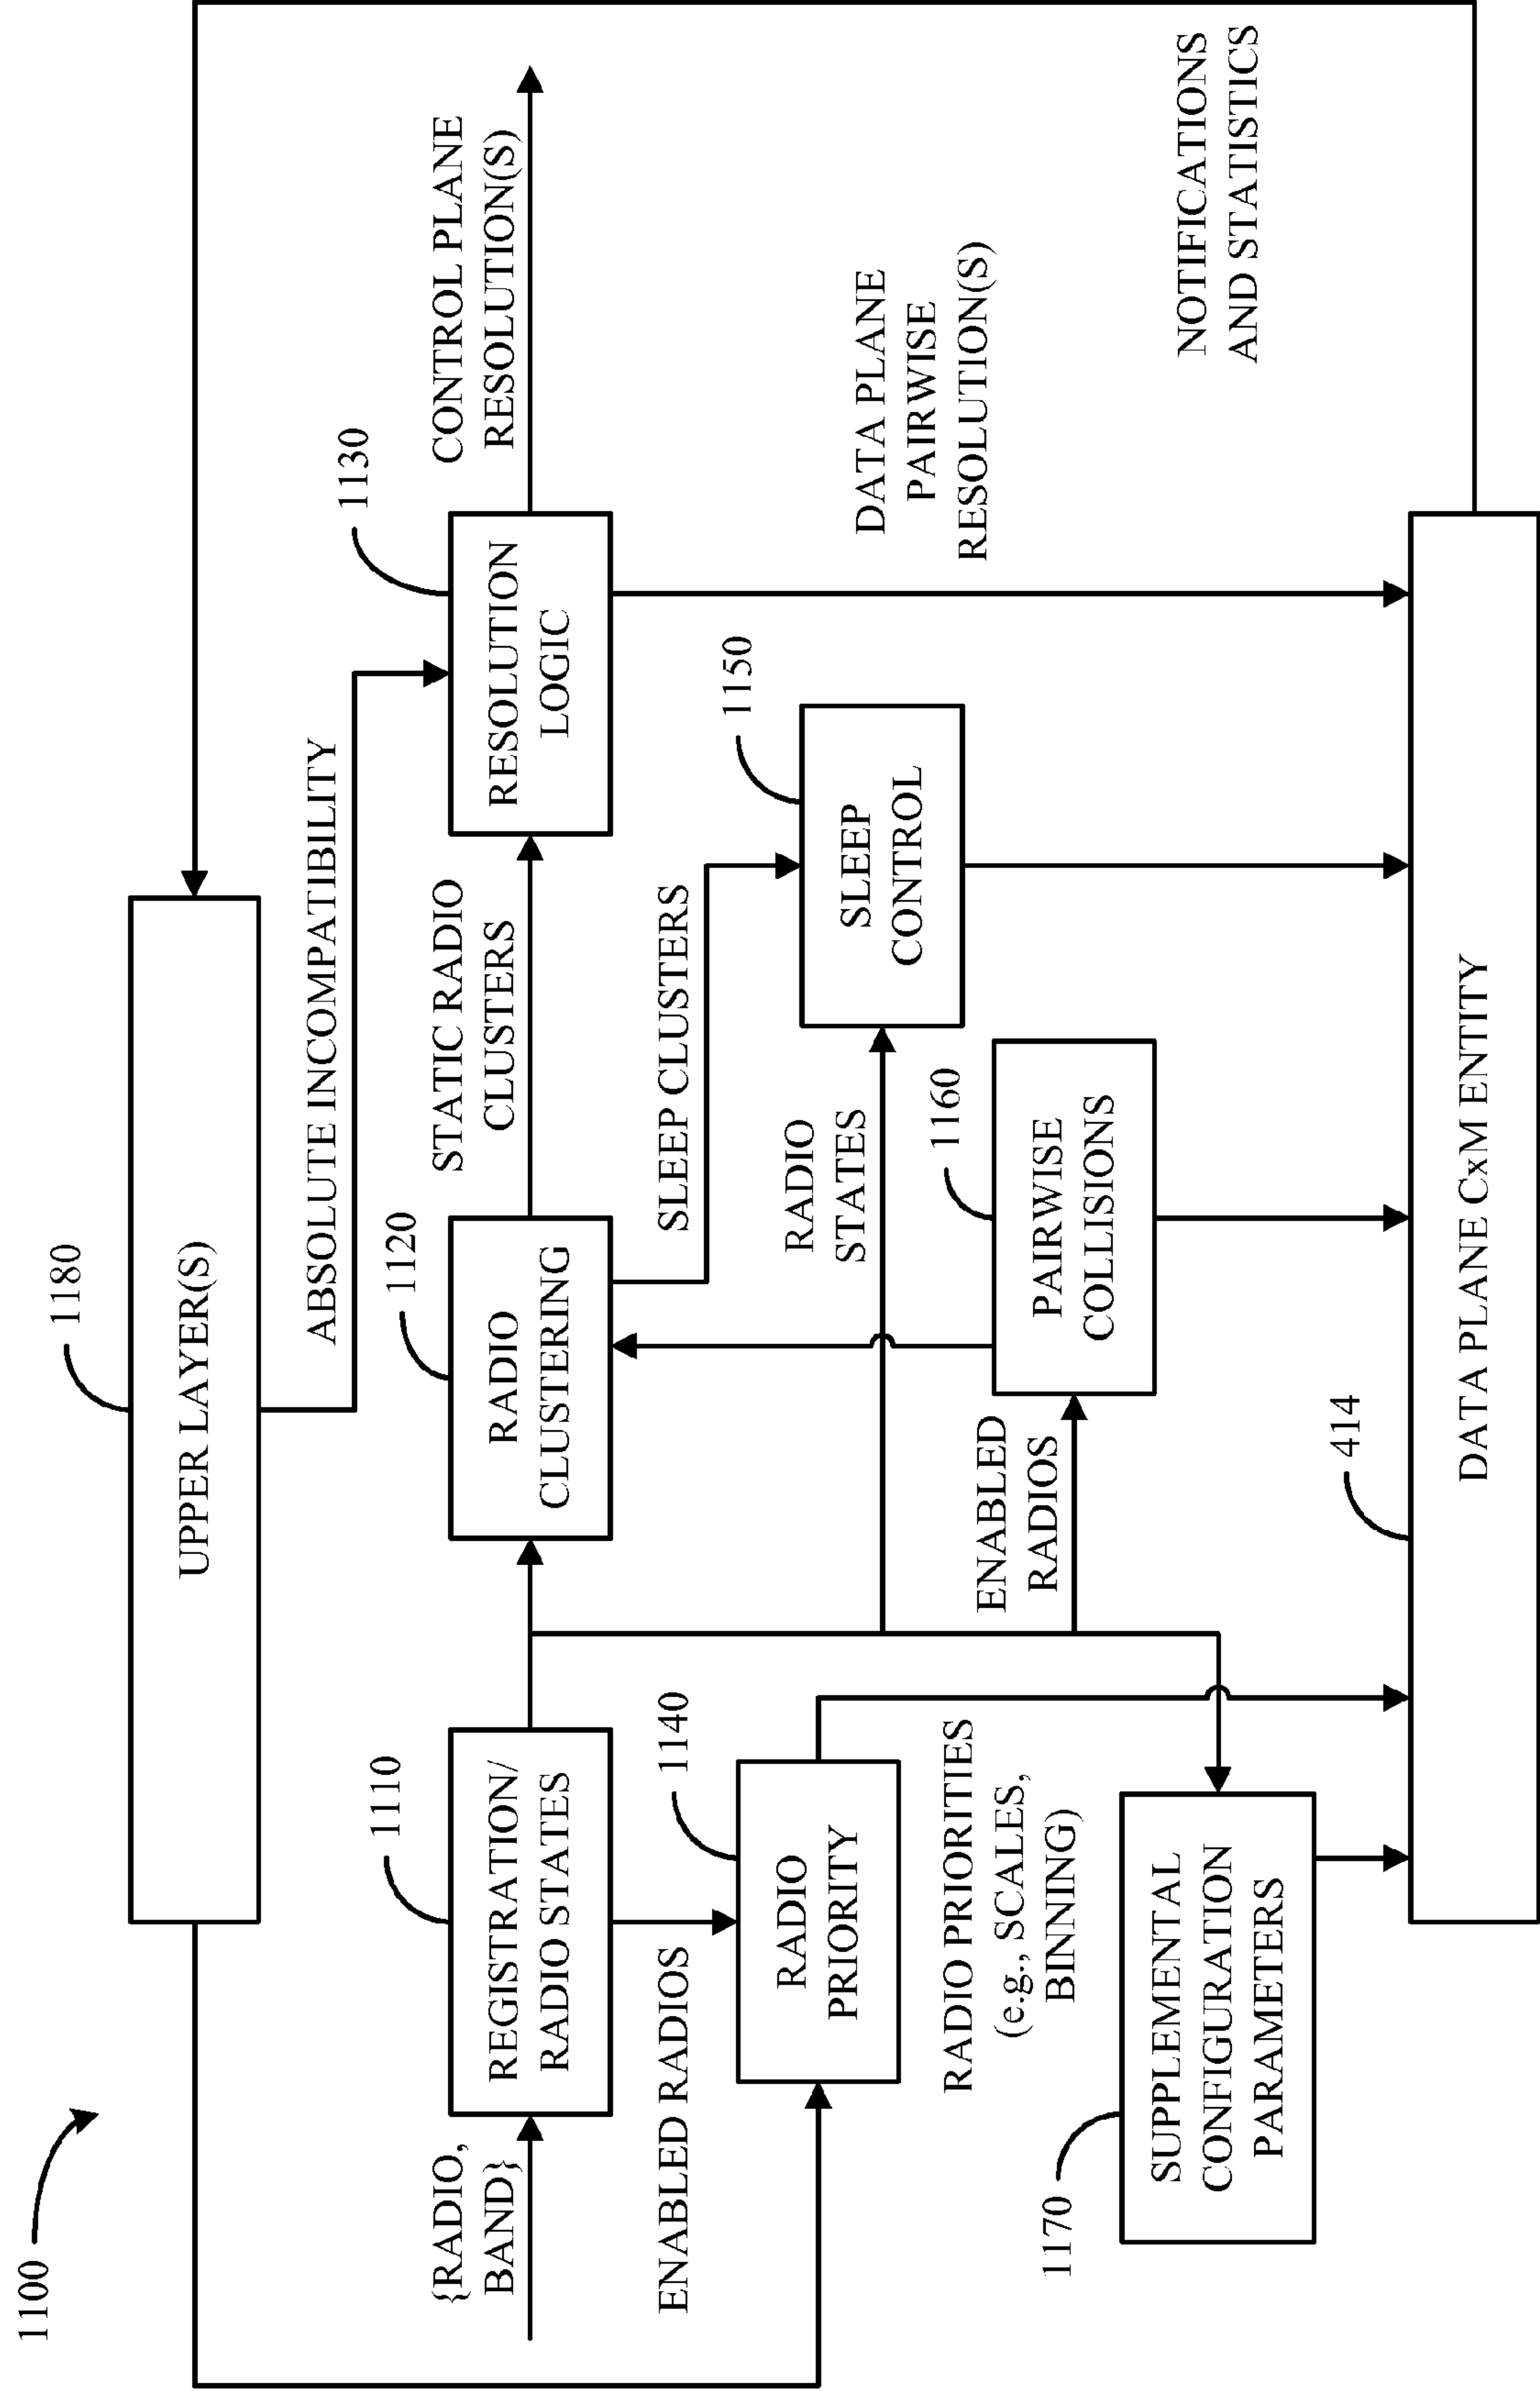 1100
1180
UPPER LAYER(S)
ABSOLUTE INCOMPATIBILITY
{RADIO,
BAND}
1110
REGISTRATION/
RADIO STATES
1120
RADIO
CLUSTERING
STATIC RADIO
CLUSTERS
1130
RESOLUTION
LOGIC
CONTROL PLANE
RESOLUTION(S)
ENABLED RADIOS
1140
RADIO
PRIORITY
SLEEP CLUSTERS
RADIO
STATES
1150
SLEEP
CONTROL
DATA PLANE
PAIRWISE
RESOLUTION(S)
RADIO PRIORITIES
(e.g., SCALES,
BINNING)
ENABLED
RADIOS
1160
PAIRWISE
COLLISIONS
1170
SUPPLEMENTAL
CONFIGURATION
PARAMETERS
NOTIFICATIONS
AND STATISTICS
414
DATA PLANE CxM ENTITY